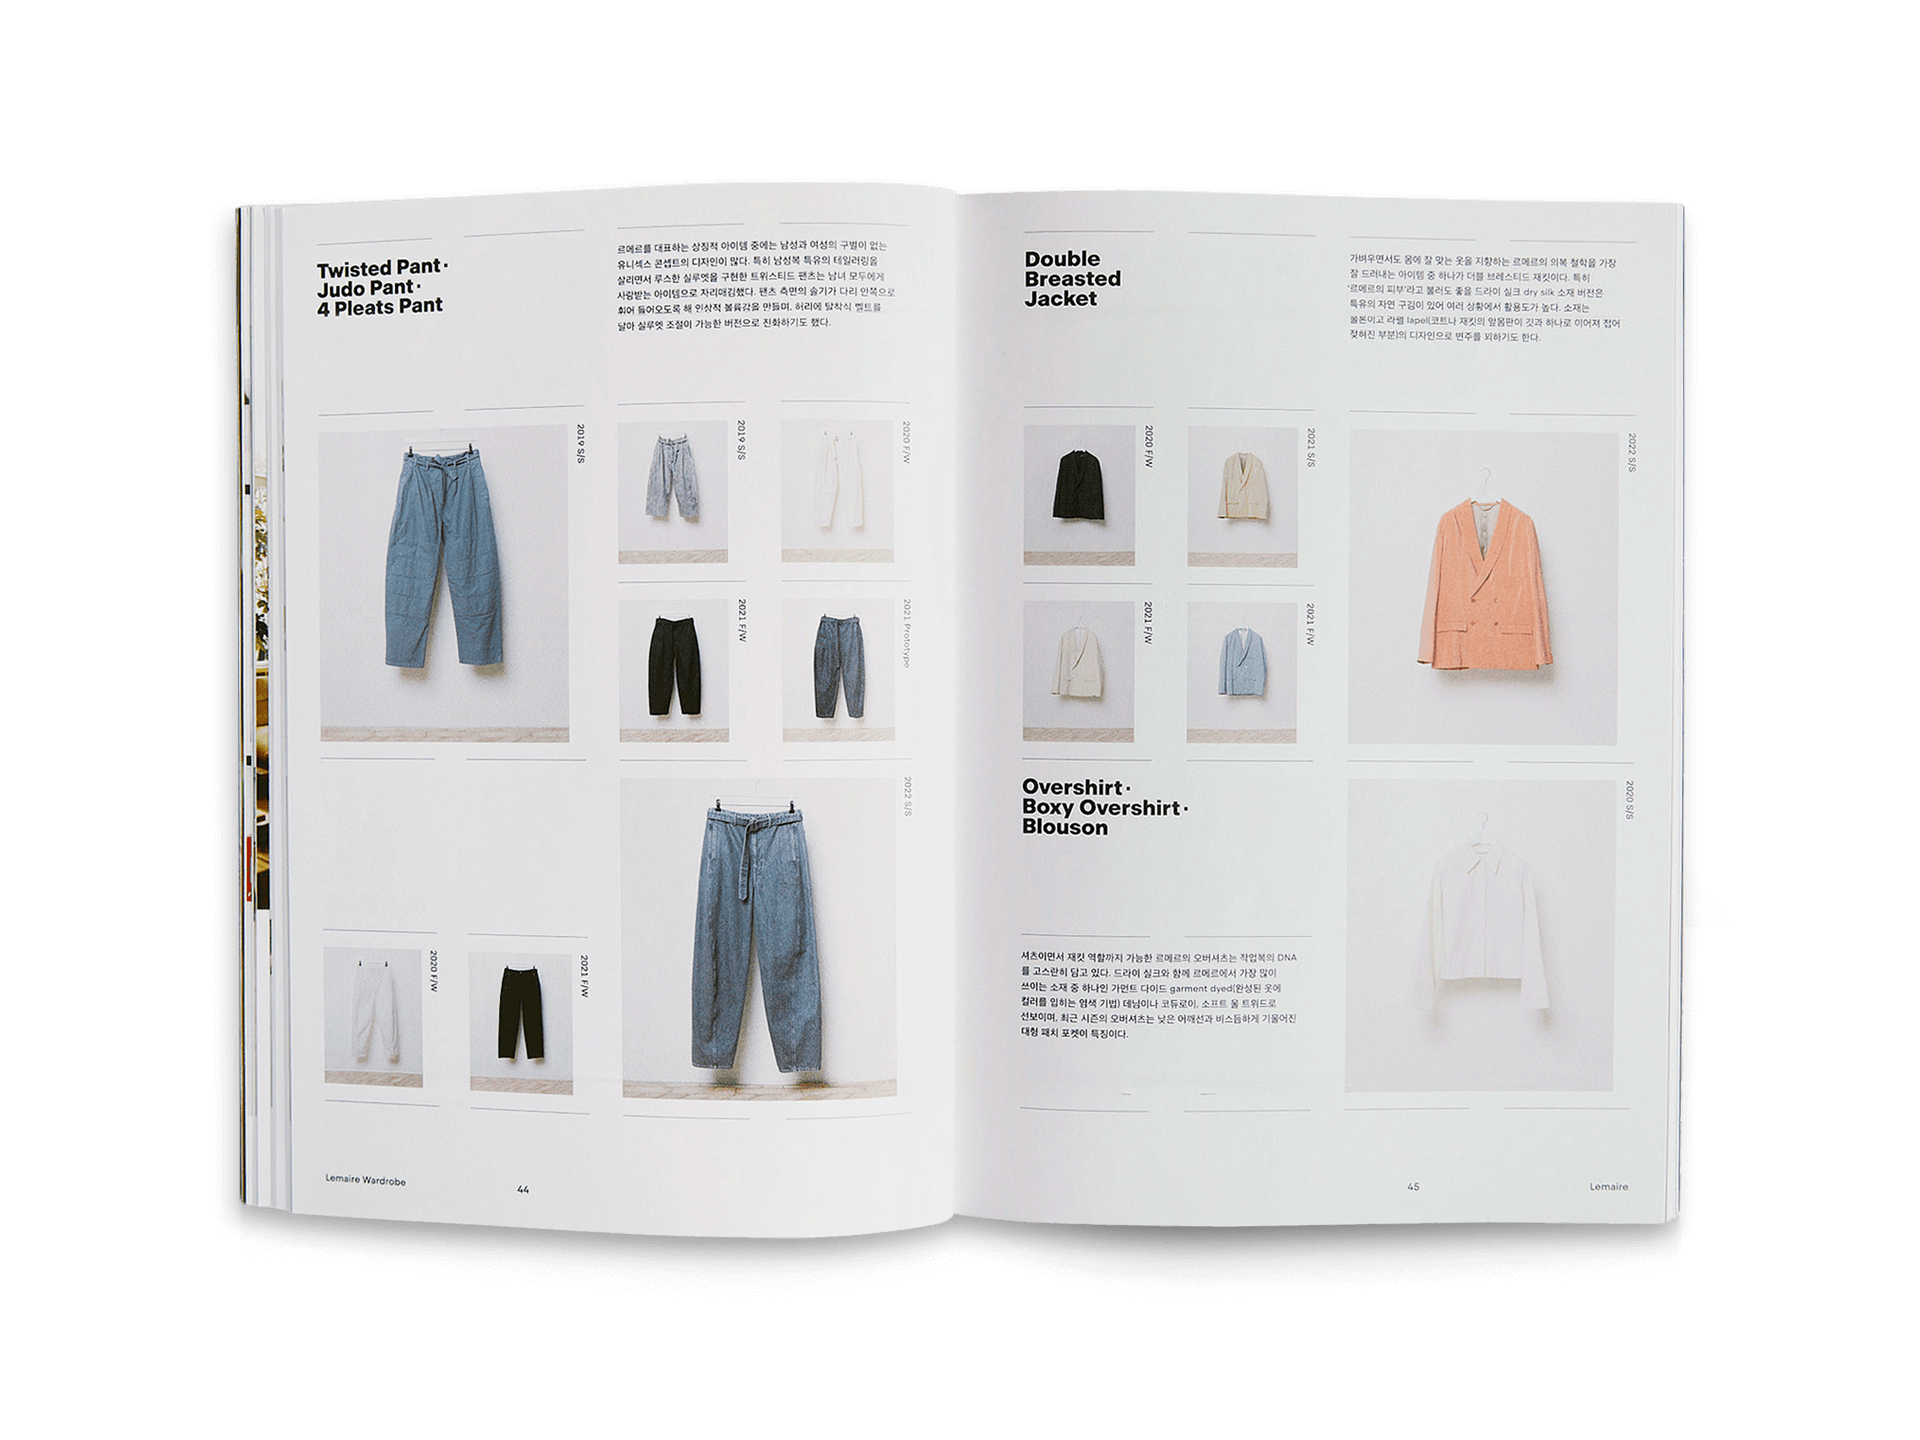 Twisted Pant ·
Judo Pant ·
4 Pleats Pant
르메르를 대표하는 상징적 아이템 중에는 남성과 여성의 구별이 없는
유니섹스 콘셉트의 디자인이 많다. 특히 남성복 특유의 테일러링을
살리면서 루스한 실루엣을 구현한 트위스티드 팬츠는 남녀 모두에게
사랑받는 아이템으로 자리매김했다. 팬츠 측면의 솔기가 다리 안쪽으로
휘어 들어오도록 해 인상적 볼륨감을 만들며, 허리에 탈착식 벨트를
달아 실루엣 조절이 가능한 버전으로 진화하기도 했다.
2019 S/S
2019 S/S
2020 F/W
2021 F/W
2021 Prototype
2022 S/S
2020 F/W
2021 F/W
Lemaire Wardrobe
44
Double
Breasted
Jacket
가벼우면서도 몸에 잘 맞는 옷을 지향하는 르메르의 의복 철학을 가장
잘 드러내는 아이템 중 하나가 더블 브레스티드 재킷이다. 특히
'르메르의 피부'라고 불러도 좋을 드라이 실크 dry silk 소재 버전은
특유의 자연 구김이 있어 여러 상황에서 활용도가 높다. 소재는
물론이고 라펠 lapel(코트나 재킷의 앞몸판이 깃과 하나로 이어져 접어
젖혀진 부분)의 디자인으로 변주를 꾀하기도 한다.
2020 F/W
2021 S/S
2022 S/S
2021 F/W
2021 F/W
Overshirt ·
Boxy Overshirt ·
Blouson
2020 S/S
셔츠이면서 재킷 역할까지 가능한 르메르의 오버셔츠는 작업복의 DNA
를 고스란히 담고 있다. 드라이 실크와 함께 르메르에서 가장 많이
쓰이는 소재 중 하나인 가먼트 다이드 garment dyed(완성된 옷에
컬러를 입히는 염색 기법) 데님이나 코듀로이, 소프트 울 트위드로
선보이며, 최근 시즌의 오버셔츠는 낮은 어깨선과 비스듬하게 기울어진
대형 패치 포켓이 특징이다.
45
Lemaire